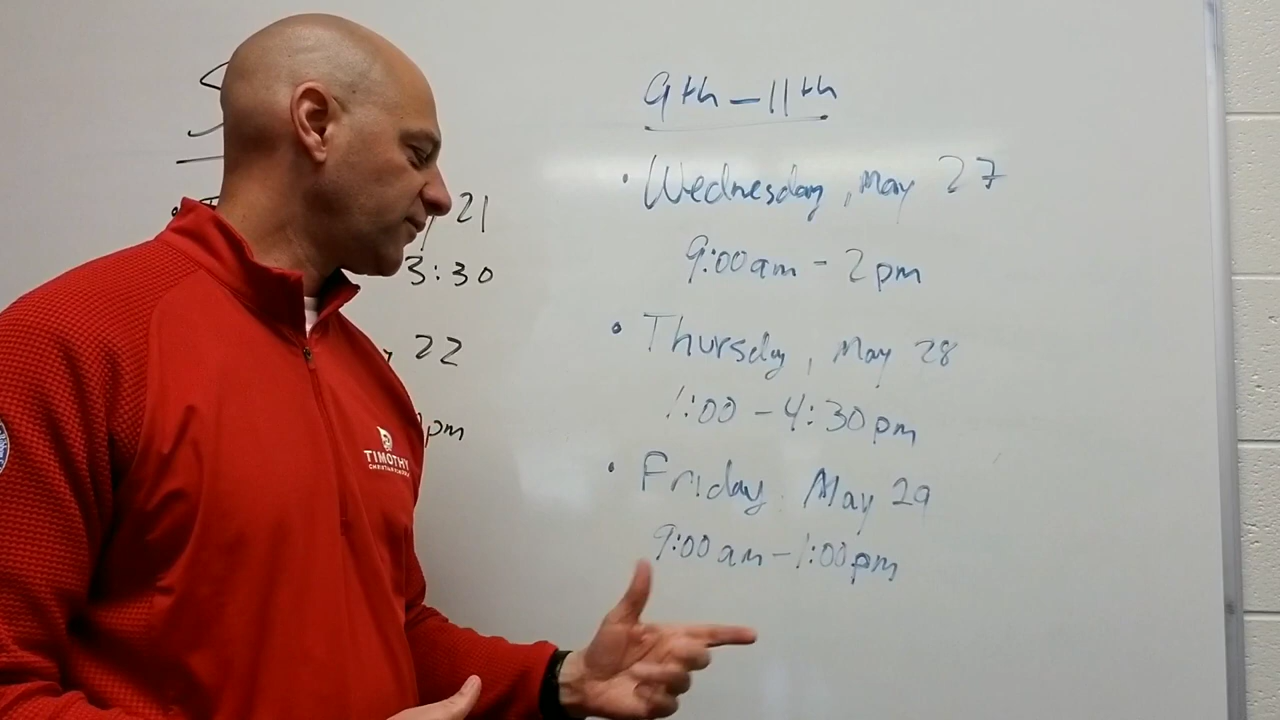 21
3:30
22
pm
9th - 11th
• Wednesday, May 27
9:00am - 2pm
• Thursday, May 28
1:00 - 4:30pm
• Friday, May 29
9:00am - 1:00pm
TIMOTHY